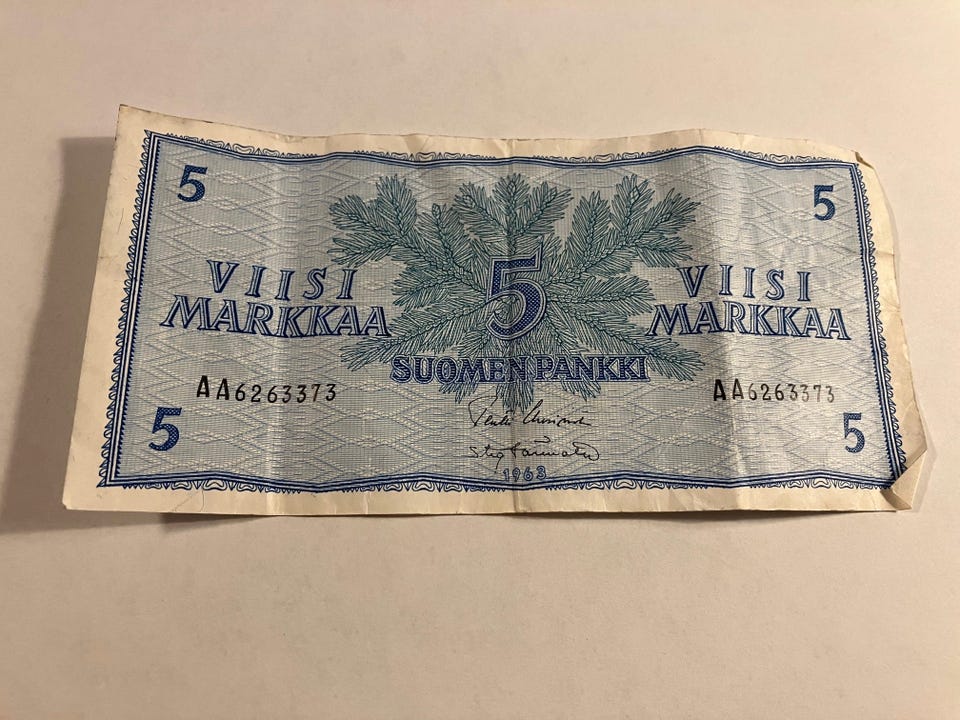 5 5
VIISI VIISI
MARKKAA 5 MARKKAA
SUOMEN PANKKI
AA6263373 AA6263373
5 5
1963